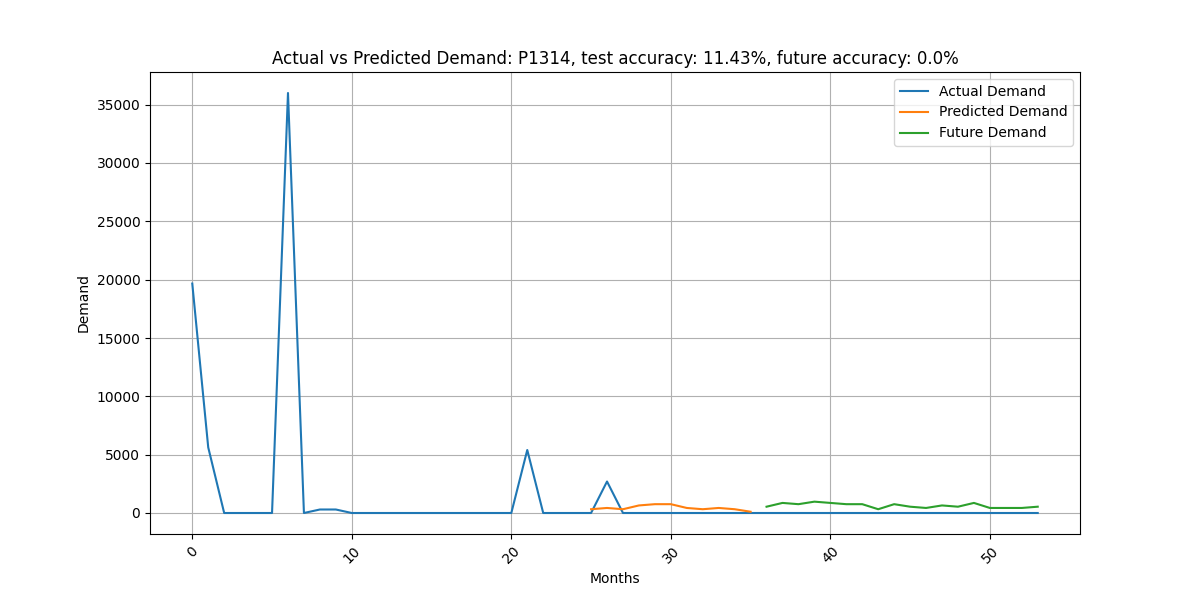 Actual vs Predicted Demand: P1314, test accuracy: 11.43%, future accuracy: 0.0%
Actual Demand
Predicted Demand
Future Demand
Demand
35000
30000
25000
20000
15000
10000
5000
0
0
10
20
30
40
50
Months